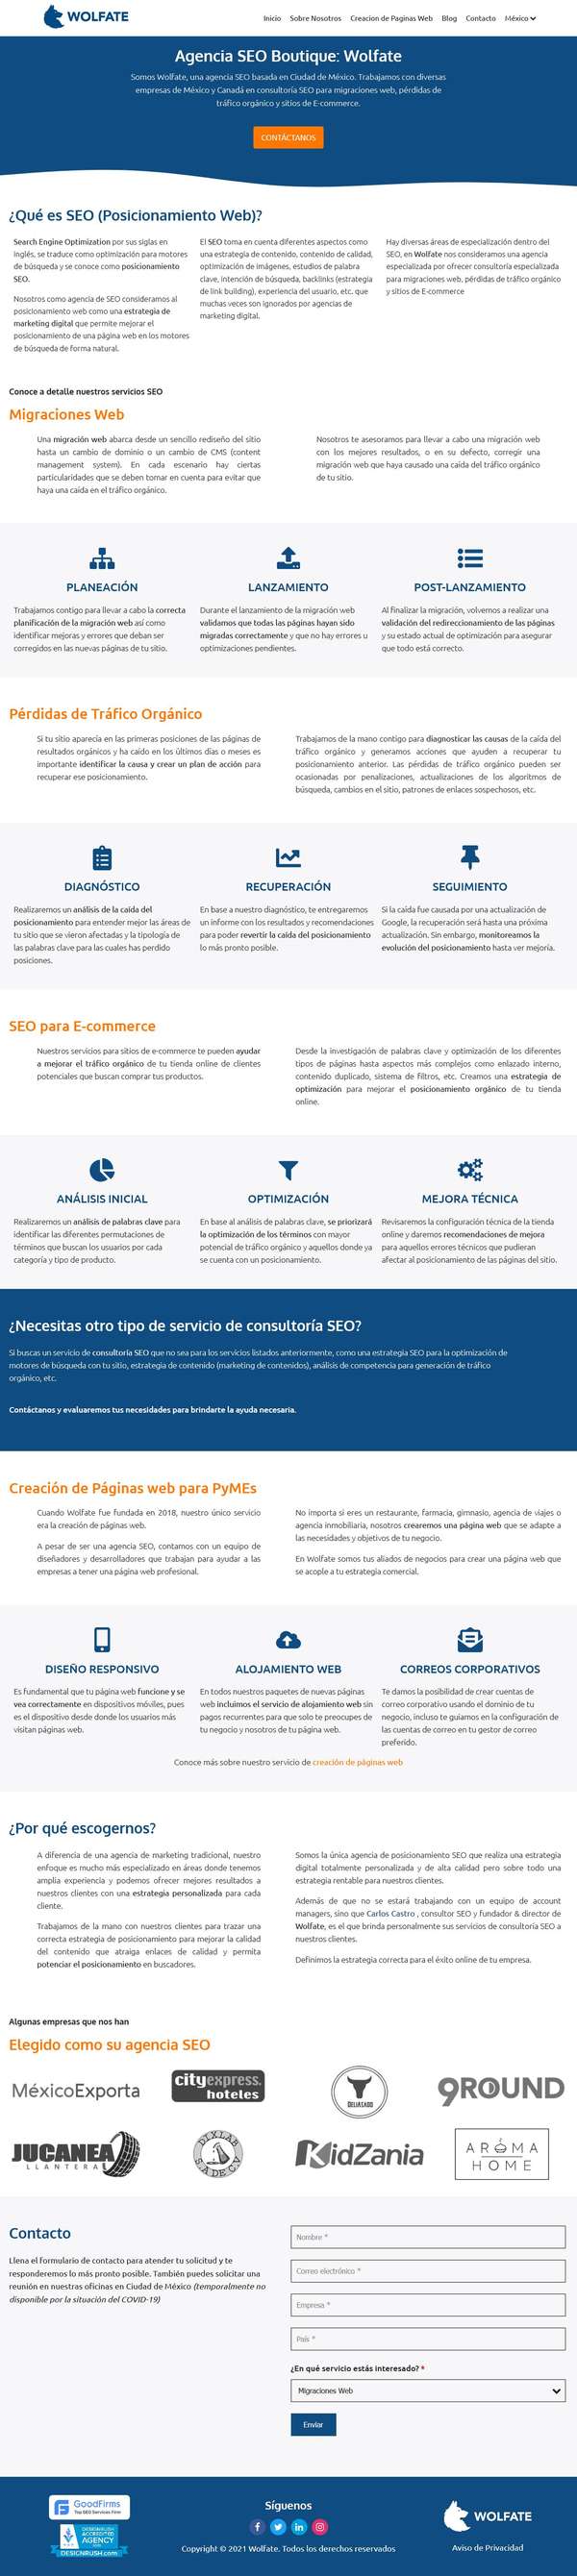 WOLFATE
Inicio Sobre Nosotros Creacion de Paginas Web Blog Contacto México
Agencia SEO Boutique: Wolfate
Somos Wolfate, una agencia SEO basada en Ciudad de México. Trabajamos con diversas
empresas de México y Canadá en consultoría SEO para migraciones web, pérdidas de
tráfico orgánico y sitios de E-commerce.
CONTÁCTANOS
¿Qué es SEO (Posicionamiento Web)?
Search Engine Optimization por sus siglas en
inglés, se traduce como optimización para motores
de búsqueda y se conoce como posicionamiento
SEO.
Nosotros como agencia de SEO consideramos al
posicionamiento web como una estrategia de
marketing digital que permite mejorar el
posicionamiento de una página web en los motores
de búsqueda de forma natural.
El SEO toma en cuenta diferentes aspectos como
una estrategia de contenido, contenido de calidad,
optimización de imágenes, estudios de palabra
clave, intención de búsqueda, backlinks (estrategia
de link building), experiencia del usuario, etc. que
muchas veces son ignorados por agencias de
marketing digital.
Hay diversas áreas de especialización dentro del
SEO, en Wolfate nos consideramos una agencia
especializada por ofrecer consultoría especializada
para migraciones web, pérdidas de tráfico orgánico
y sitios de E-commerce
Conoce a detalle nuestros servicios SEO
Migraciones Web
Una migración web abarca desde un sencillo rediseño del sitio
hasta un cambio de dominio o un cambio de CMS (content
management system). En cada escenario hay ciertas
particularidades que se deben tomar en cuenta para evitar que
haya una caída en el tráfico orgánico.
Nosotros te asesoramos para llevar a cabo una migración web
con los mejores resultados, o en su defecto, corregir una
migración web que haya causado una caída del tráfico orgánico
de tu sitio.
PLANEACIÓN
Trabajamos contigo para llevar a cabo la correcta
planificación de la migración web así como
identificar mejoras y errores que deban ser
corregidos en las nuevas páginas de tu sitio.
LANZAMIENTO
Durante el lanzamiento de la migración web
validamos que todas las páginas hayan sido
migradas correctamente y que no hay errores u
optimizaciones pendientes.
POST-LANZAMIENTO
Al finalizar la migración, volvemos a realizar una
validación del redireccionamiento de las páginas
y su estado actual de optimización para asegurar
que todo está correcto.
Pérdidas de Tráfico Orgánico
Si tu sitio aparecía en las primeras posiciones de las páginas de
resultados orgánicos y ha caído en los últimos días o meses es
importante identificar la causa y crear un plan de acción para
recuperar ese posicionamiento.
Trabajamos de la mano contigo para diagnosticar las causas de la caída del
tráfico orgánico y generamos acciones que ayuden a recuperar tu
posicionamiento anterior. Las pérdidas de tráfico orgánico pueden ser
ocasionadas por penalizaciones, actualizaciones de los algoritmos de
búsqueda, cambios en el sitio, patrones de enlaces sospechosos, etc.
DIAGNÓSTICO
Realizaremos un análisis de la caída del
posicionamiento para entender mejor las áreas de
tu sitio que se vieron afectadas y la tipología de
las palabras clave para las cuales has perdido
posiciones.
RECUPERACIÓN
En base a nuestro diagnóstico, te entregaremos
un informe con los resultados y recomendaciones
para poder revertir la caída del posicionamiento
lo más pronto posible.
SEGUIMIENTO
Si la caída fue causada por una actualización de
Google, la recuperación será hasta una próxima
actualización. Sin embargo, monitoreamos la
evolución del posicionamiento hasta ver mejoría.
SEO para E-commerce
Nuestros servicios para sitios de e-commerce te pueden ayudar
a mejorar el tráfico orgánico de tu tienda online de clientes
potenciales que buscan comprar tus productos.
Desde la investigación de palabras clave y optimización de los diferentes
tipos de páginas hasta aspectos más complejos como enlazado interno,
contenido duplicado, sistema de filtros, etc. Creamos una estrategia de
optimización para mejorar el posicionamiento orgánico de tu tienda
online.
ANÁLISIS INICIAL
Realizaremos un análisis de palabras clave para
identificar las diferentes permutaciones de
términos que buscan los usuarios por cada
categoría y tipo de producto.
OPTIMIZACIÓN
En base al análisis de palabras clave, se priorizará
la optimización de los términos con mayor
potencial de tráfico orgánico y aquellos donde ya
se cuenta con un posicionamiento.
MEJORA TÉCNICA
Revisaremos la configuración técnica de la tienda
online y daremos recomendaciones de mejora
para aquellos errores técnicos que pudieran
afectar al posicionamiento de las páginas del sitio.
¿Necesitas otro tipo de servicio de consultoría SEO?
Si buscas un servicio de consultoría SEO que no sea para los servicios listados anteriormente, como una estrategia SEO para la optimización de
motores de búsqueda con tu sitio, estrategia de contenido (marketing de contenidos), análisis de competencia para generación de tráfico
orgánico, etc.
Contáctanos y evaluaremos tus necesidades para brindarte la ayuda necesaria.
Creación de Páginas web para PyMEs
Cuando Wolfate fue fundada en 2018, nuestro único servicio
era la creación de páginas web.
A pesar de ser una agencia SEO, contamos con un equipo de
diseñadores y desarrolladores que trabajan para ayudar a las
empresas a tener una página web profesional.
No importa si eres un restaurante, farmacia, gimnasio, agencia de viajes o
agencia inmobiliaria, nosotros crearemos una página web que se adapte a
las necesidades y objetivos de tu negocio.
En Wolfate somos tus aliados de negocios para crear una página web que
se acople a tu estrategia comercial.
DISEÑO RESPONSIVO
Es fundamental que tu página web funcione y se
vea correctamente en dispositivos móviles, pues
es el dispositivo desde donde los usuarios más
visitan páginas web.
ALOJAMIENTO WEB
En todos nuestros paquetes de nuevas páginas
web incluimos el servicio de alojamiento web sin
pagos recurrentes para que solo te preocupes de
tu negocio y nosotros de tu página web.
CORREOS CORPORATIVOS
Te damos la posibilidad de crear cuentas de
correo corporativo usando el dominio de tu
negocio, incluso te guiamos en la configuración de
las cuentas de correo en tu gestor de correo
preferido.
Conoce más sobre nuestro servicio de creación de páginas web
¿Por qué escogernos?
A diferencia de una agencia de marketing tradicional, nuestro
enfoque es mucho más especializado en áreas donde tenemos
amplia experiencia y podemos ofrecer mejores resultados a
nuestros clientes con una estrategia personalizada para cada
cliente.
Trabajamos de la mano con nuestros clientes para trazar una
correcta estrategia de posicionamiento para mejorar la calidad
del contenido que atraiga enlaces de calidad y permita
potenciar el posicionamiento en buscadores.
Somos la única agencia de posicionamiento SEO que realiza una estrategia
digital totalmente personalizada y de alta calidad pero sobre todo una
estrategia rentable para nuestros clientes.
Además de que no se estará trabajando con un equipo de account
managers, sino que Carlos Castro , consultor SEO y fundador & director de
Wolfate, es el que brinda personalmente sus servicios de consultoría SEO a
nuestros clientes.
Definimos la estrategia correcta para el éxito online de tu empresa.
Algunas empresas que nos han
Elegido como su agencia SEO
MéxicoExporta
cityexpress.
hoteles
DELIASADO
9ROUND
JUCANEA
LLANTERA
DIXLAB
S.A DE C.V
KidZania
AROMA
HOME
Contacto
Llena el formulario de contacto para atender tu solicitud y te
responderemos lo más pronto posible. También puedes solicitar una
reunión en nuestras oficinas en Ciudad de México (temporalmente no
disponible por la situación del COVID-19)
Nombre *
Correo electrónico *
Empresa *
País *
¿En qué servicio estás interesado? *
Migraciones Web
Enviar
GoodFirms
Top SEO Services Firm
DESIGNRUSH
ACCREDITED
AGENCY
DESIGNRUSH.COM
Síguenos
Copyright © 2021 Wolfate. Todos los derechos reservados
WOLFATE
Aviso de Privacidad